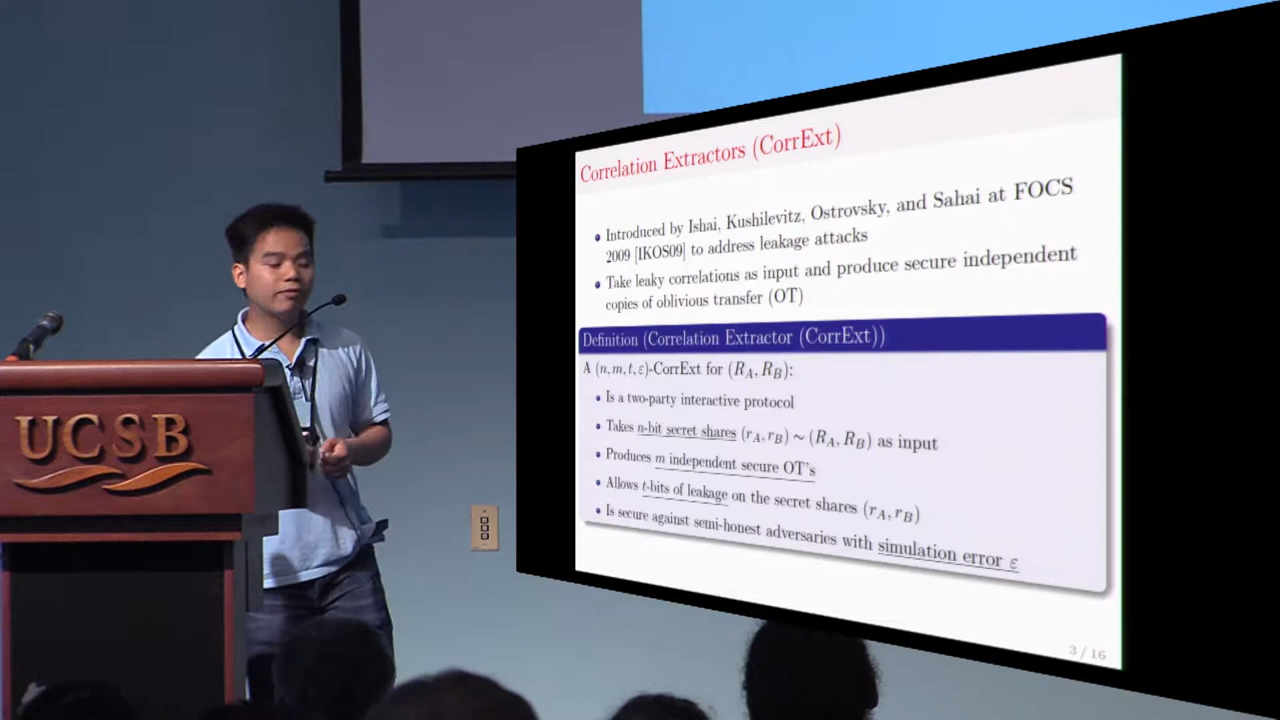 UCSB
Correlation Extractors (CorrExt)
• Introduced by Ishai, Kushilevitz, Ostrovsky, and Sahai at FOCS
2009 [IKOS09] to address leakage attacks
• Take leaky correlations as input and produce secure independent
copies of oblivious transfer (OT)
Definition (Correlation Extractor (CorrExt))
A (n, m, t, ε)-CorrExt for (R_A, R_B):
• Is a two-party interactive protocol
• Takes n-bit secret shares (r_A, r_B) ~ (R_A, R_B) as input
• Produces m independent secure OT's
• Allows t-bits of leakage on the secret shares (r_A, r_B)
• Is secure against semi-honest adversaries with simulation error ε
3 / 16